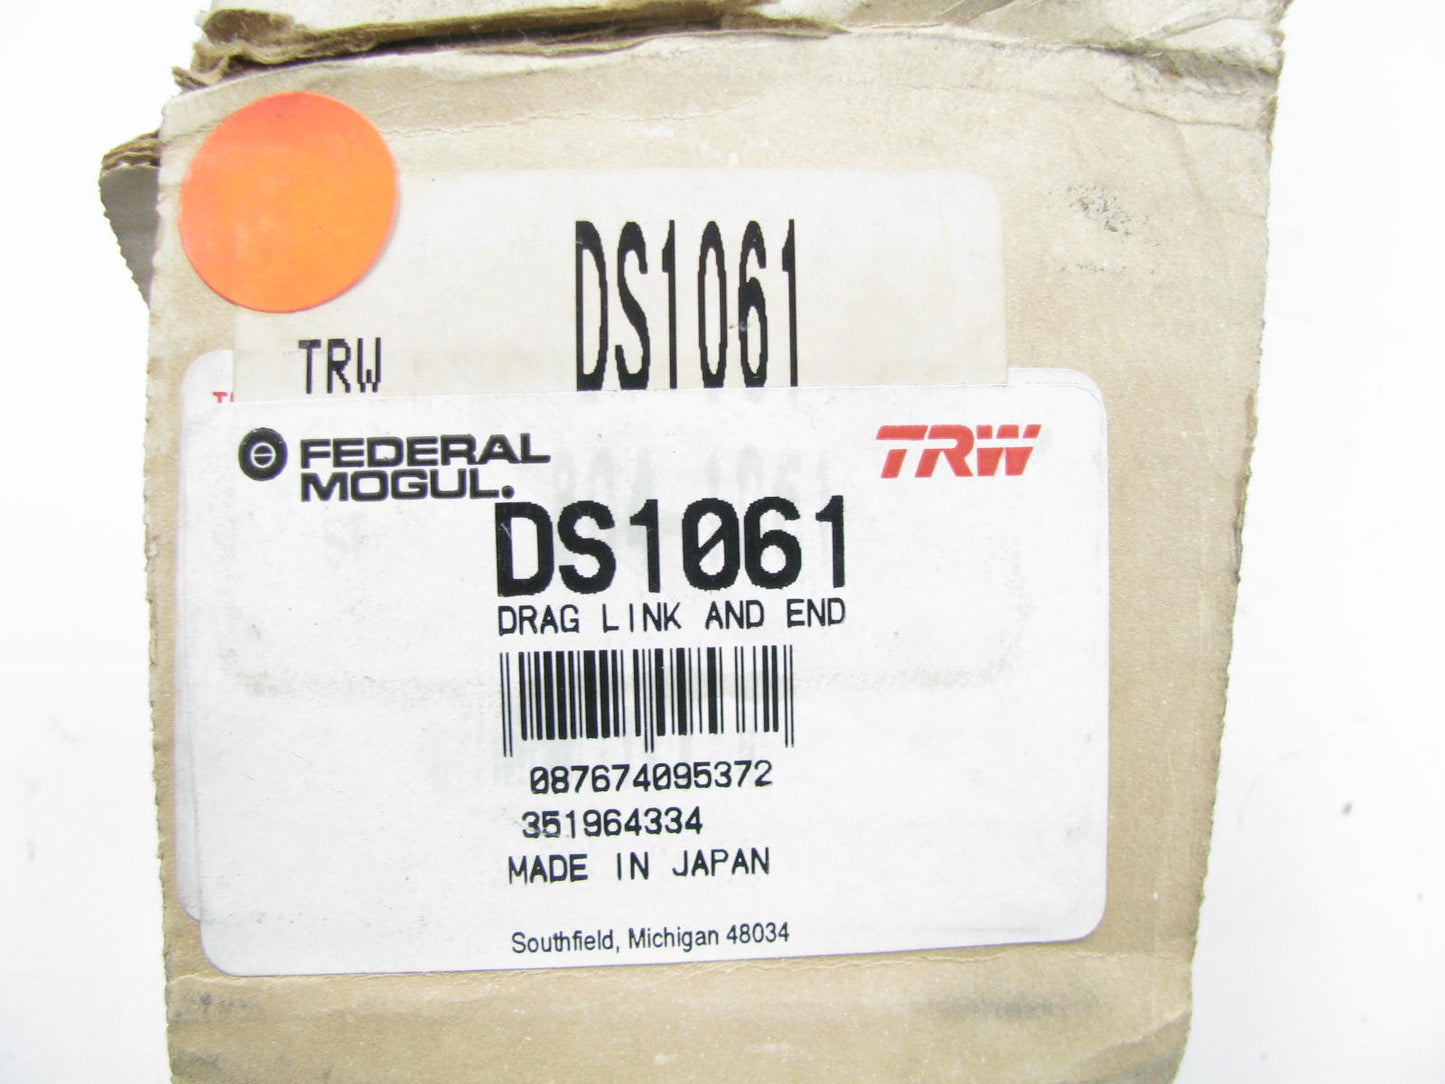 DS1061
TRW
FEDERAL
MOGUL.
TRW
DS1061
DRAG LINK AND END
087674095372
351964334
MADE IN JAPAN
Southfield, Michigan 48034